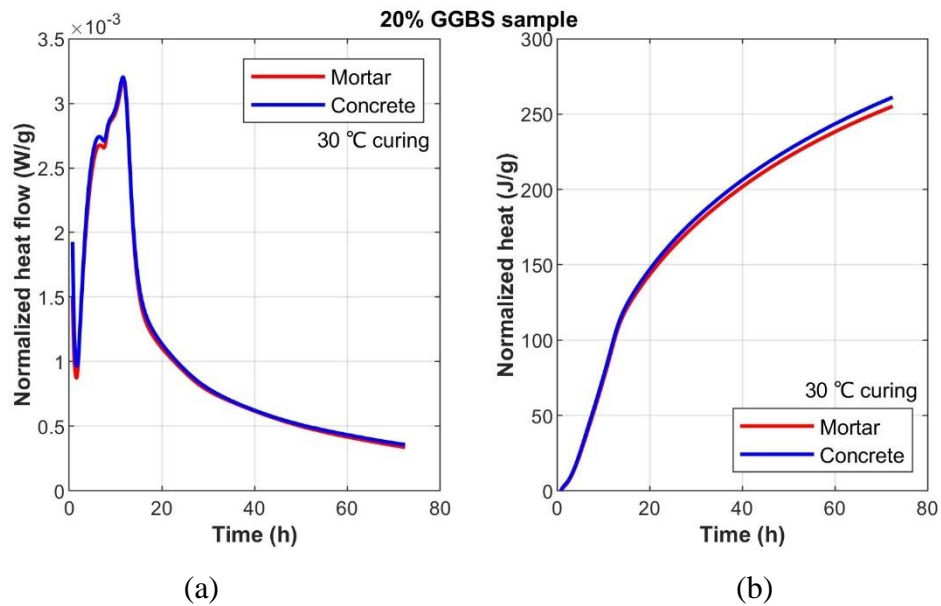 20% GGBS sample
×10⁻³
3.5
3
2.5
2
1.5
1
0.5
0
0
20
40
60
80
Normalized heat flow (W/g)
Time (h)
Mortar
Concrete
30 ℃ curing
(a)
300
250
200
150
100
50
0
0
20
40
60
80
Normalized heat (J/g)
Time (h)
30 ℃ curing
Mortar
Concrete
(b)